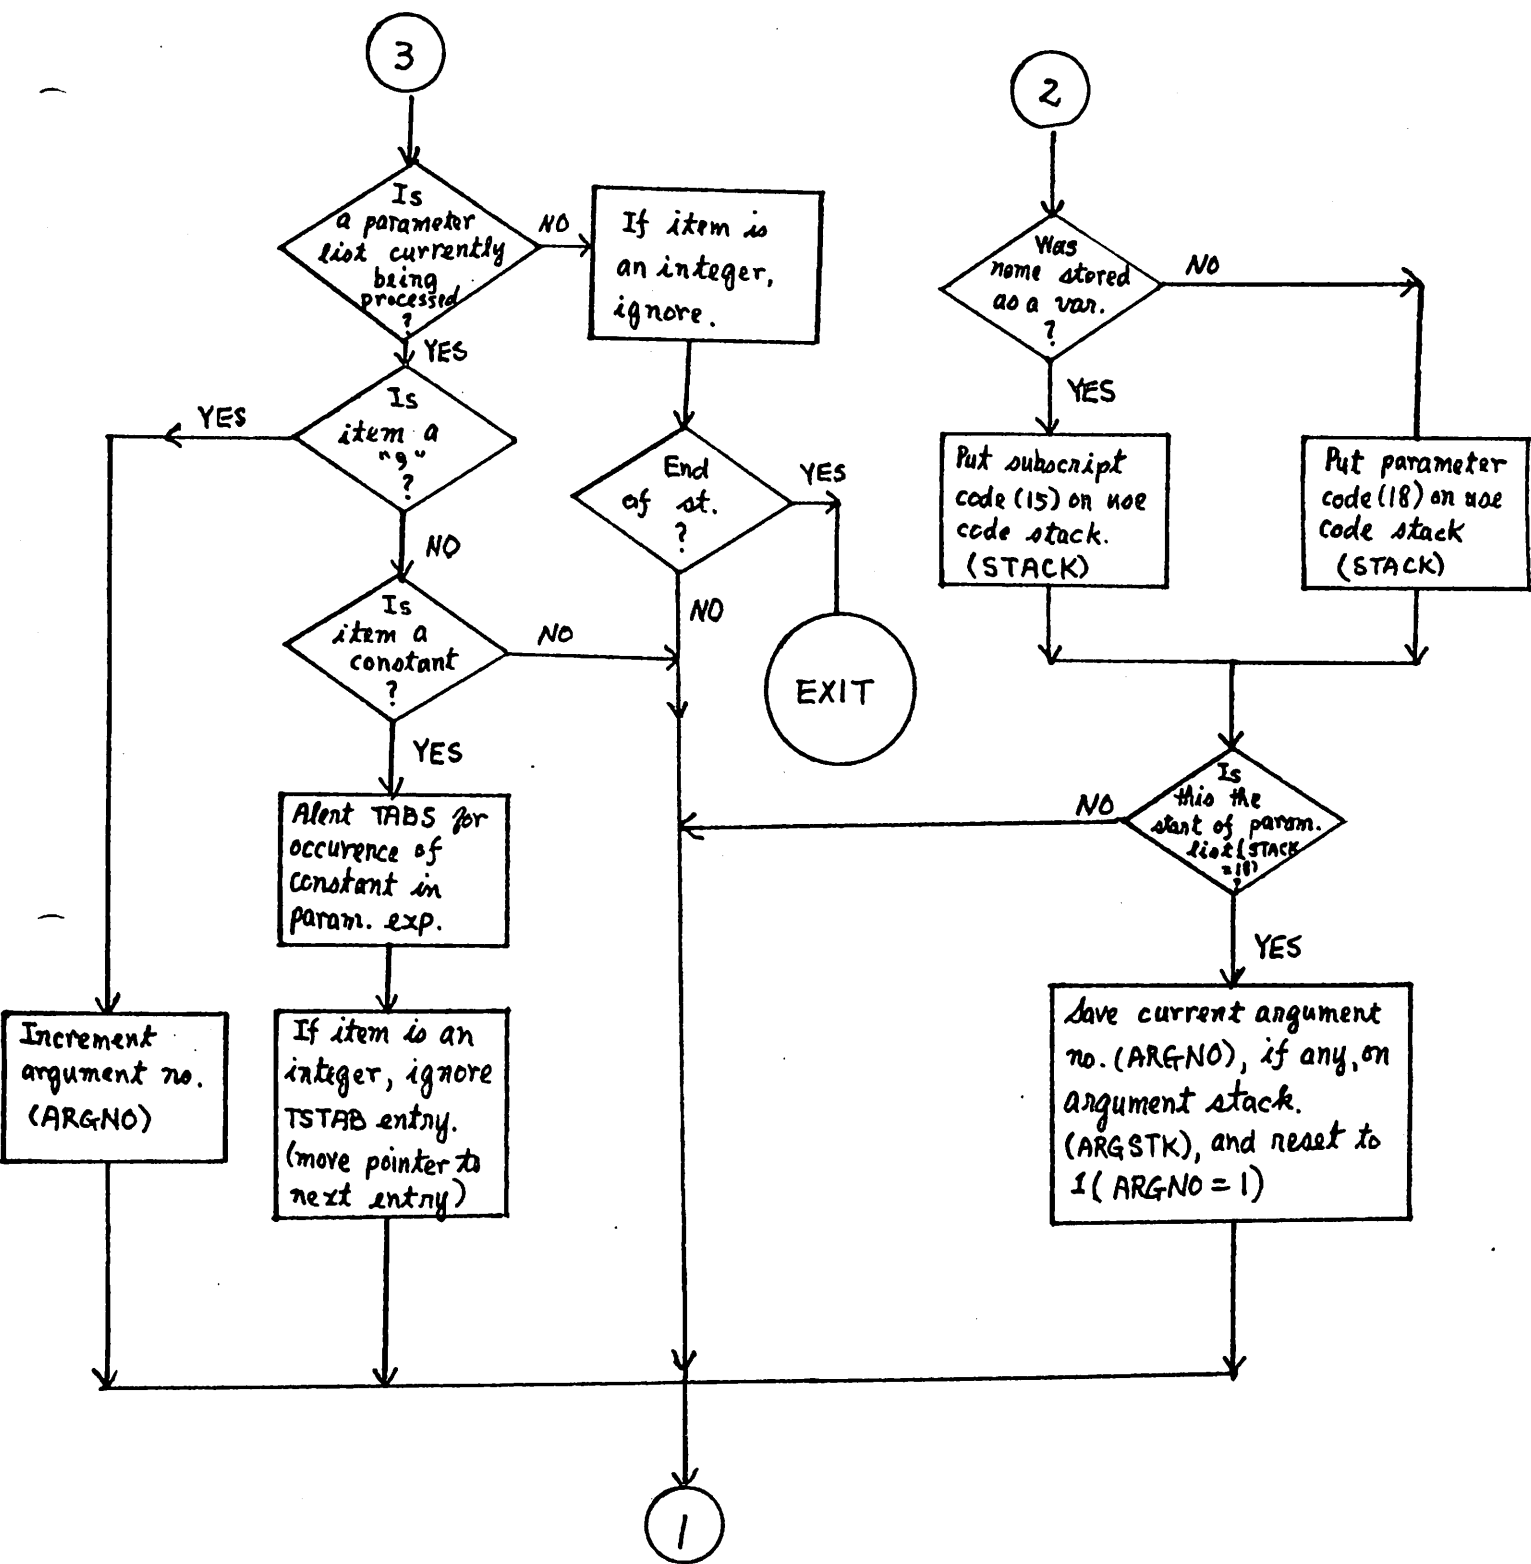 3
Is
a parameter
list currently
being
processed
?
NO
YES
If item is
an integer,
ignore.
Is
item a
","
?
YES
NO
End
of st.
?
YES
NO
EXIT
Is
item a
constant
?
NO
YES
Alert TABS for
occurence of
constant in
param. exp.
If item is an
integer, ignore
TSTAB entry.
(move pointer to
next entry)
Increment
argument no.
(ARGNO)
2
Was
name stored
as a var.
?
NO
YES
Put subscript
code (15) on use
code stack.
(STACK)
Put parameter
code (18) on use
code stack
(STACK)
Is
this the
start of param.
list (STACK
=18)
?
NO
YES
Save current argument
no. (ARGNO), if any, on
argument stack.
(ARGSTK), and reset to
1 (ARGNO = 1)
1